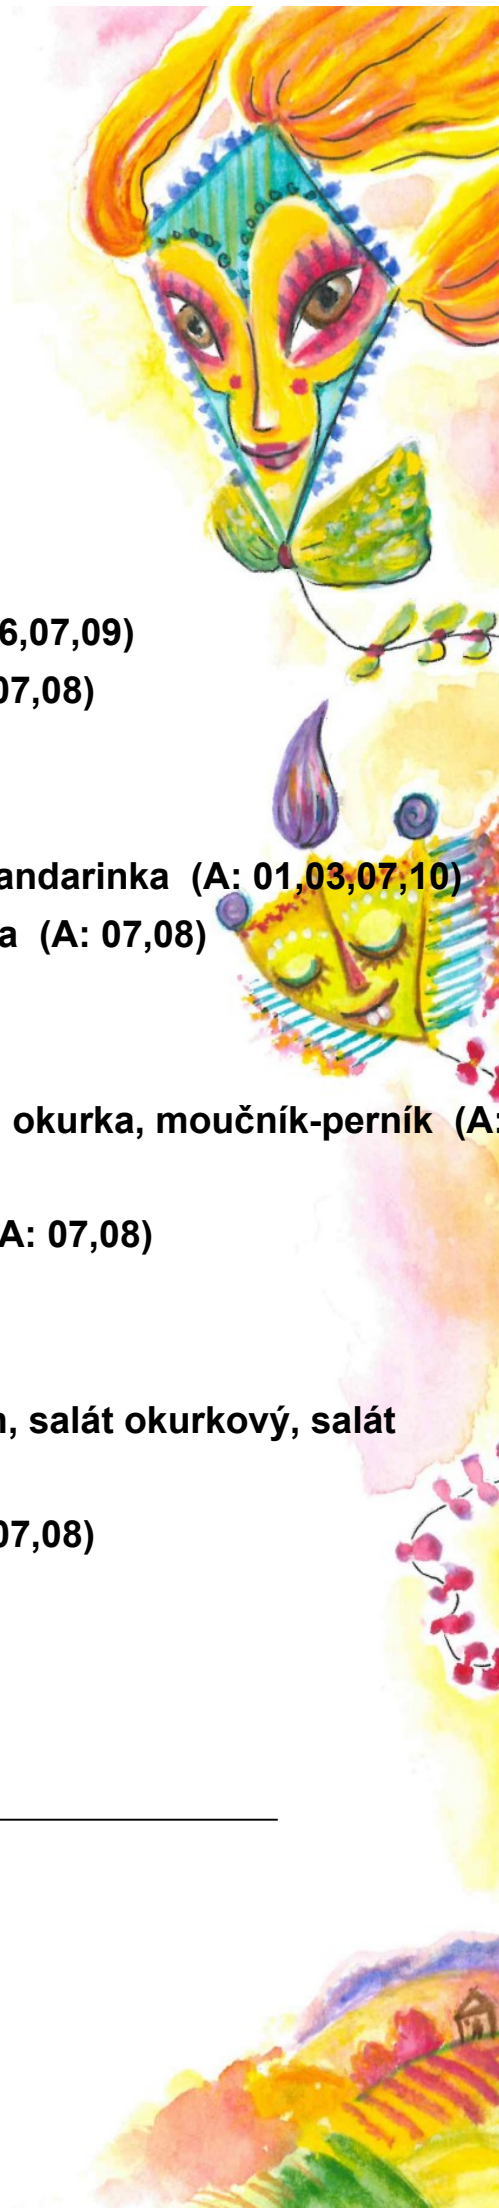 6,07,09)
07,08)
andarinka (A: 01,03,07,10)
a (A: 07,08)
okurka, moučník-perník (A:
A: 07,08)
, salát okurkový, salát
07,08)